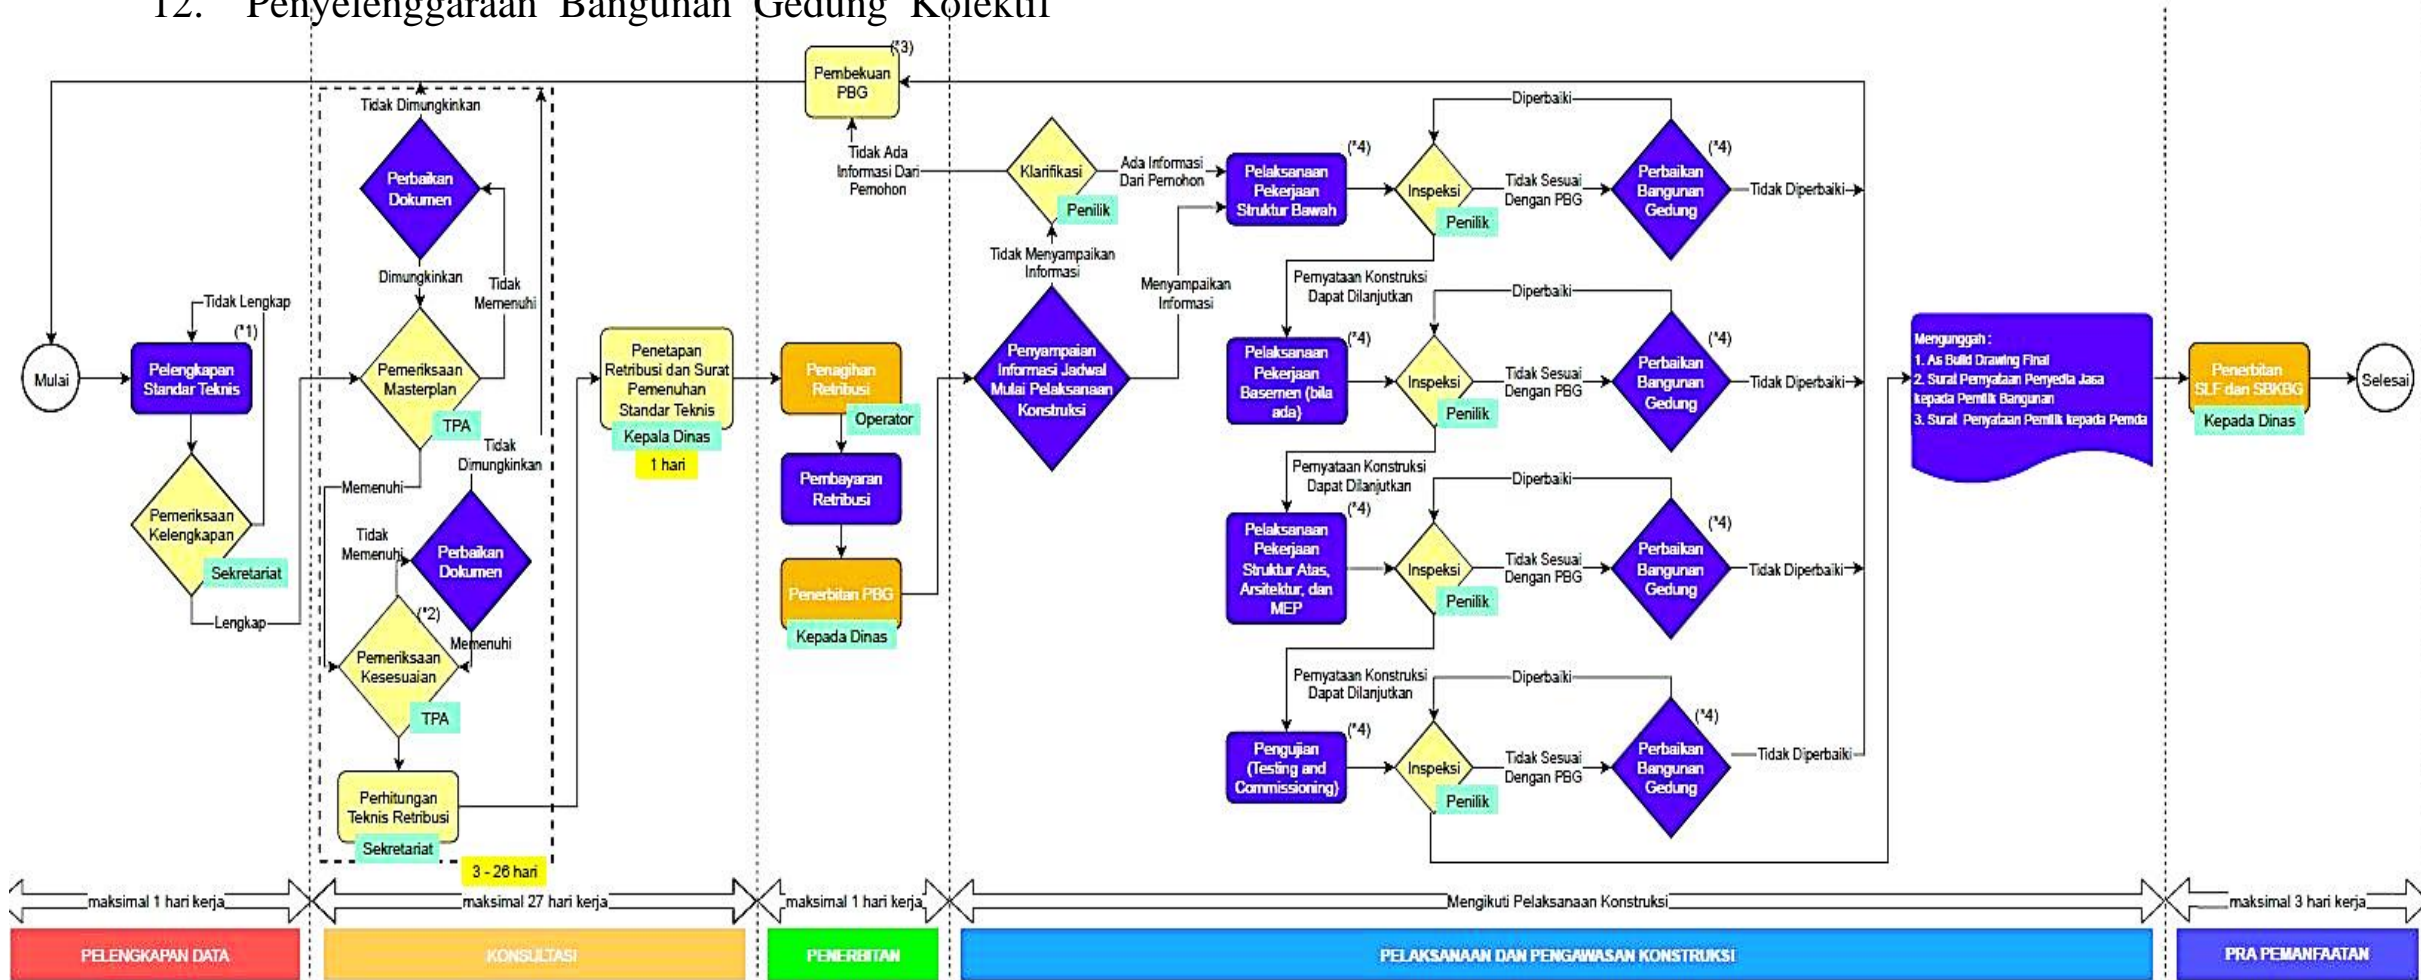 12. Penyelenggaraan Bangunan Gedung Kolektif
Mulai
Tidak Lengkap
(*1)
Pelengkapan
Standar Teknis
Pemeriksaan
Kelengkapan
Sekretariat
Lengkap
Tidak Dimungkinkan
Perbaikan
Dokumen
Dimungkinkan
Tidak
Memenuhi
Pemeriksaan
Masterplan
TPA
Tidak
Dimungkinkan
Memenuhi
Tidak
Memenuhi
Perbaikan
Dokumen
(*2)
Memenuhi
Pemeriksaan
Kesesuaian
TPA
Perhitungan
Teknis Retribusi
Sekretariat
3 - 26 hari
Penetapan
Retribusi dan Surat
Pemenuhan
Standar Teknis
Kepala Dinas
1 hari
(*3)
Pembekuan
PBG
Tidak Ada
Informasi Dari
Pemohon
Penagihan
Retribusi
Operator
Pembayaran
Retribusi
Penerbitan PBG
Kepada Dinas
Klarifikasi
Penilik
Ada Informasi
Dari Pemohon
Tidak Menyampaikan
Informasi
Menyampaikan
Informasi
Penyampaian
Informasi Jadwal
Mulai Pelaksanaan
Konstruksi
(*4)
Pelaksanaan
Pekerjaan
Struktur Bawah
Diperbaiki
Inspeksi
Penilik
Tidak Sesuai
Dengan PBG
(*4)
Perbaikan
Bangunan
Gedung
Tidak Diperbaiki
Pernyataan Konstruksi
Dapat Dilanjutkan
(*4)
Pelaksanaan
Pekerjaan
Basemen (bila
ada)
Diperbaiki
Inspeksi
Penilik
Tidak Sesuai
Dengan PBG
(*4)
Perbaikan
Bangunan
Gedung
Tidak Diperbaiki
Pernyataan Konstruksi
Dapat Dilanjutkan
(*4)
Pelaksanaan
Pekerjaan
Struktur Atas,
Arsitektur, dan
MEP
Diperbaiki
Inspeksi
Penilik
Tidak Sesuai
Dengan PBG
(*4)
Perbaikan
Bangunan
Gedung
Tidak Diperbaiki
Pernyataan Konstruksi
Dapat Dilanjutkan
(*4)
Pengujian
(Testing and
Commissioning)
Diperbaiki
Inspeksi
Penilik
Tidak Sesuai
Dengan PBG
(*4)
Perbaikan
Bangunan
Gedung
Tidak Diperbaiki
Mengunggah :
1. As Build Drawing Final
2. Surat Pernyataan Penyedia Jasa
kepada Pemilik Bangunan
3. Surat Penyataan Pemilik kepada Pemda
Penerbitan
SLF dan SBKBG
Kepada Dinas
Selesai
maksimal 1 hari kerja
maksimal 27 hari kerja
maksimal 1 hari kerja
Mengikuti Pelaksanaan Konstruksi
maksimal 3 hari kerja
PELENGKAPAN DATA
KONSULTASI
PENERBITAN
PELAKSANAAN DAN PENGAWASAN KONSTRUKSI
PRA PEMANFAATAN